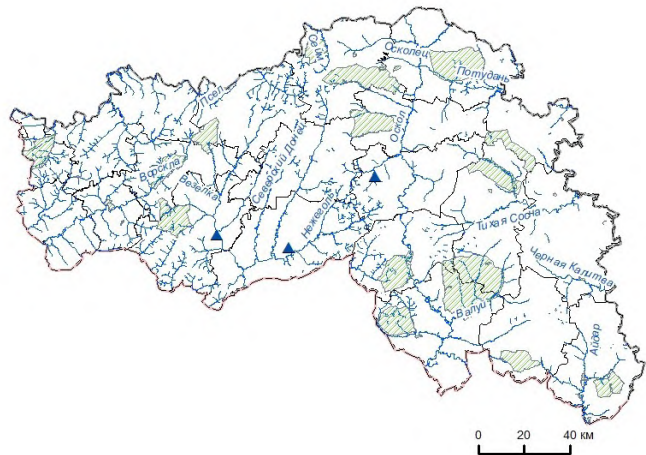 Сейм
Осколец
Потудань
Псел
Оскол
Ворскла
Везелка
Северский Донец
Нежеголь
Тихая Сосна
Черная Калитва
Валуй
Айдар
0 20 40 км